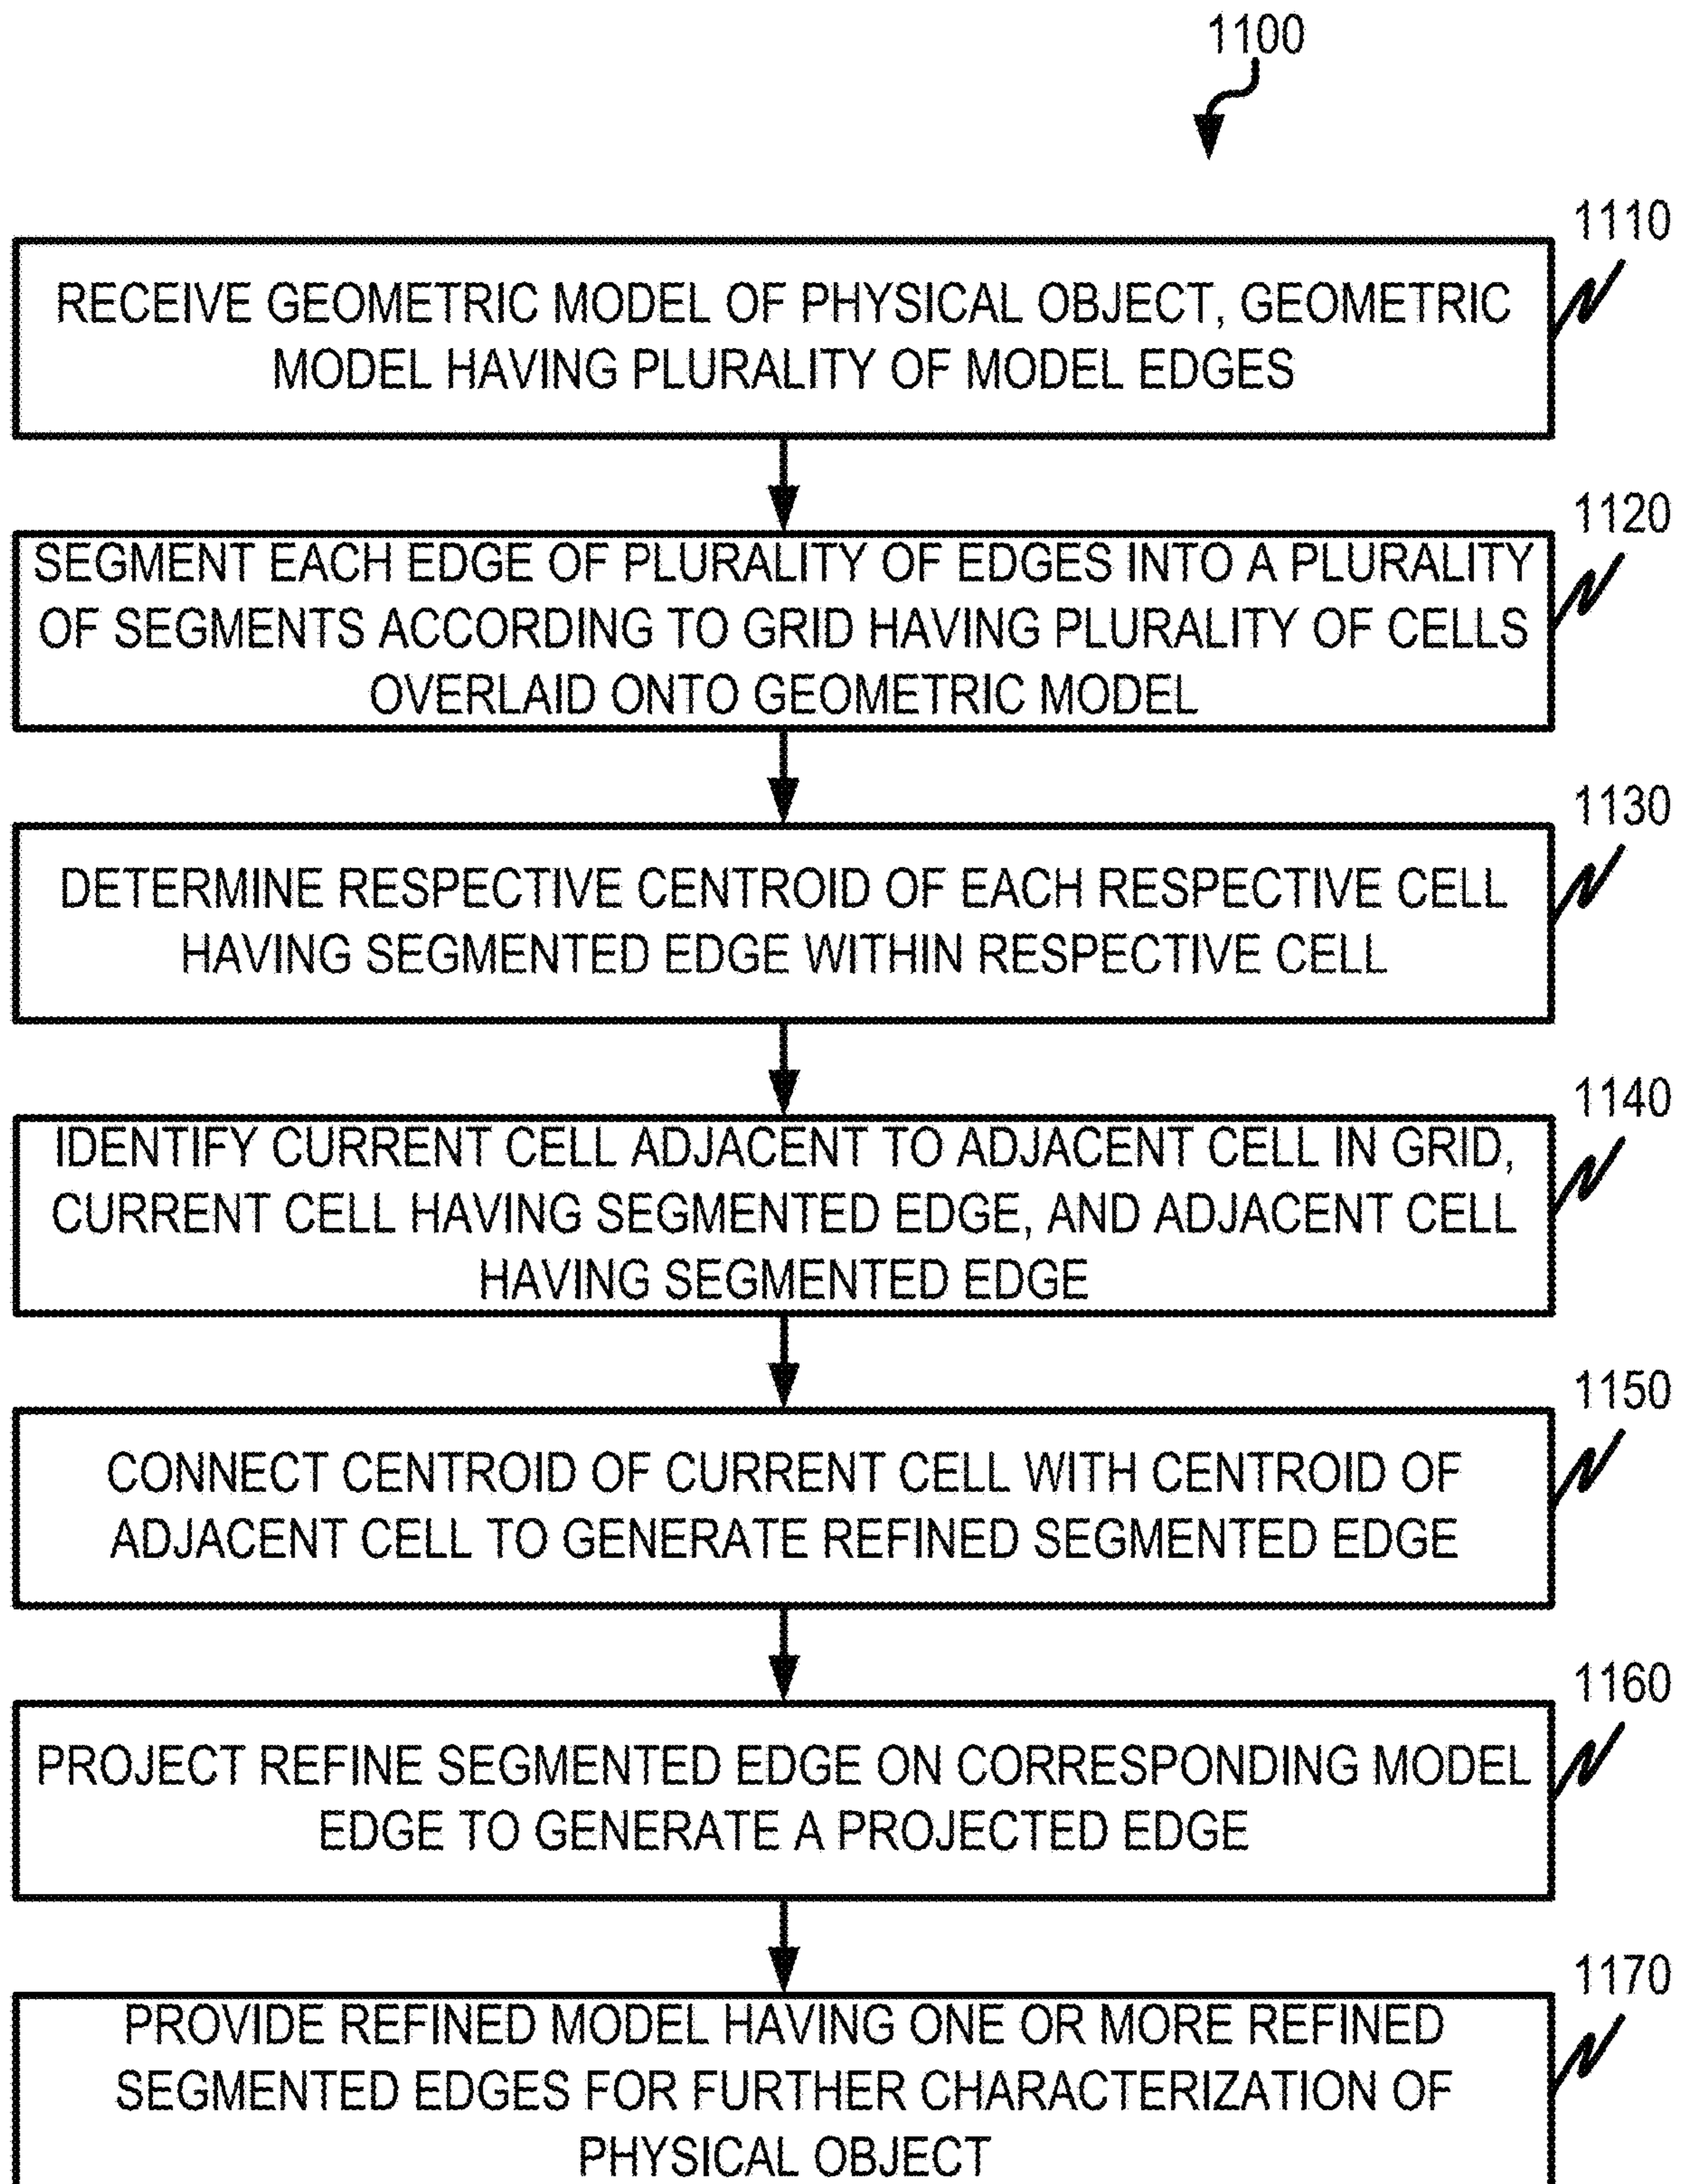 1100
1110
RECEIVE GEOMETRIC MODEL OF PHYSICAL OBJECT, GEOMETRIC
MODEL HAVING PLURALITY OF MODEL EDGES
1120
SEGMENT EACH EDGE OF PLURALITY OF EDGES INTO A PLURALITY
OF SEGMENTS ACCORDING TO GRID HAVING PLURALITY OF CELLS
OVERLAID ONTO GEOMETRIC MODEL
1130
DETERMINE RESPECTIVE CENTROID OF EACH RESPECTIVE CELL
HAVING SEGMENTED EDGE WITHIN RESPECTIVE CELL
1140
IDENTIFY CURRENT CELL ADJACENT TO ADJACENT CELL IN GRID,
CURRENT CELL HAVING SEGMENTED EDGE, AND ADJACENT CELL
HAVING SEGMENTED EDGE
1150
CONNECT CENTROID OF CURRENT CELL WITH CENTROID OF
ADJACENT CELL TO GENERATE REFINED SEGMENTED EDGE
1160
PROJECT REFINE SEGMENTED EDGE ON CORRESPONDING MODEL
EDGE TO GENERATE A PROJECTED EDGE
1170
PROVIDE REFINED MODEL HAVING ONE OR MORE REFINED
SEGMENTED EDGES FOR FURTHER CHARACTERIZATION OF
PHYSICAL OBJECT